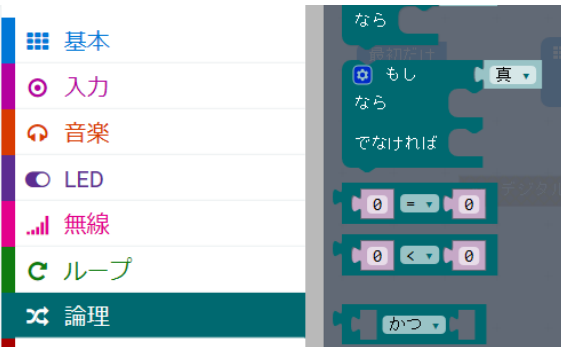 基本
入力
音楽
LED
無線
ループ
論理
なら
最初だけ
もし 真
なら
でなければ
デジタル
0 = 0
0 < 0
かつ